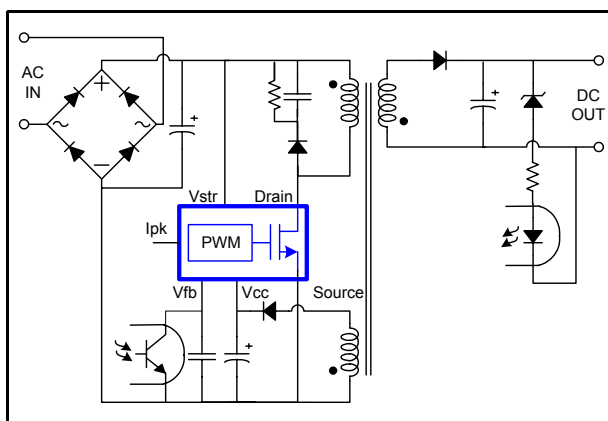 AC
IN
DC
OUT
Vstr
Drain
Ipk
PWM
Vfb
Vcc
Source